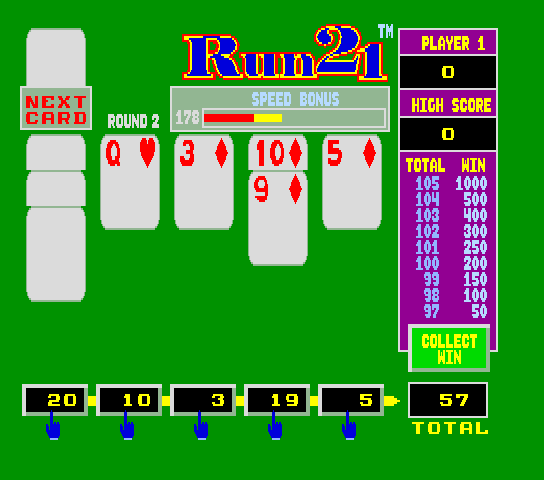 Run21™
PLAYER 1
0
HIGH SCORE
0
NEXT
CARD
ROUND 2
SPEED BONUS
178
Q
3
10
5
9
TOTAL WIN
105 1000
104 500
103 400
102 300
101 250
100 200
99 150
98 100
97 50
COLLECT
WIN
20 10 3 19 5 57
TOTAL